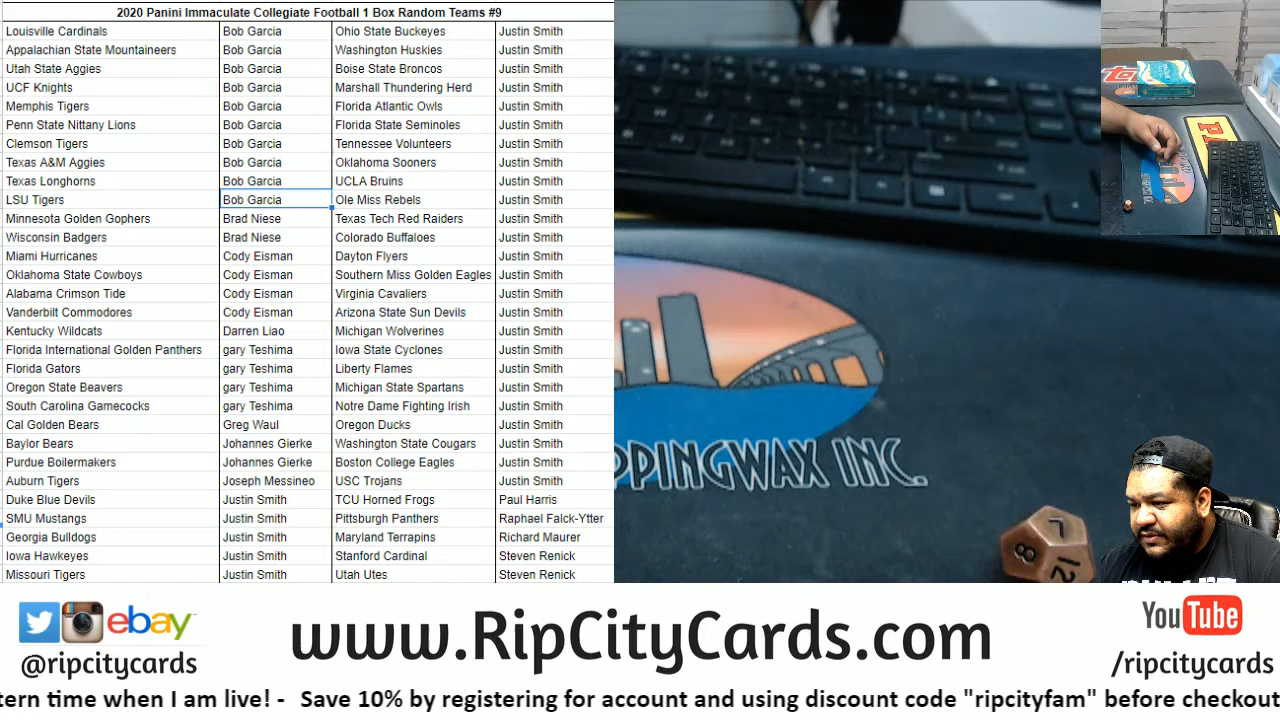 2020 Panini Immaculate Collegiate Football 1 Box Random Teams #9
Louisville Cardinals Bob Garcia Ohio State Buckeyes Justin Smith
Appalachian State Mountaineers Bob Garcia Washington Huskies Justin Smith
Utah State Aggies Bob Garcia Boise State Broncos Justin Smith
UCF Knights Bob Garcia Marshall Thundering Herd Justin Smith
Memphis Tigers Bob Garcia Florida Atlantic Owls Justin Smith
Penn State Nittany Lions Bob Garcia Florida State Seminoles Justin Smith
Clemson Tigers Bob Garcia Tennessee Volunteers Justin Smith
Texas A&M Aggies Bob Garcia Oklahoma Sooners Justin Smith
Texas Longhorns Bob Garcia UCLA Bruins Justin Smith
LSU Tigers Bob Garcia Ole Miss Rebels Justin Smith
Minnesota Golden Gophers Brad Niese Texas Tech Red Raiders Justin Smith
Wisconsin Badgers Brad Niese Colorado Buffaloes Justin Smith
Miami Hurricanes Cody Eisman Dayton Flyers Justin Smith
Oklahoma State Cowboys Cody Eisman Southern Miss Golden Eagles Justin Smith
Alabama Crimson Tide Cody Eisman Virginia Cavaliers Justin Smith
Vanderbilt Commodores Cody Eisman Arizona State Sun Devils Justin Smith
Kentucky Wildcats Darren Liao Michigan Wolverines Justin Smith
Florida International Golden Panthers gary Teshima Iowa State Cyclones Justin Smith
Florida Gators gary Teshima Liberty Flames Justin Smith
Oregon State Beavers gary Teshima Michigan State Spartans Justin Smith
South Carolina Gamecocks gary Teshima Notre Dame Fighting Irish Justin Smith
Cal Golden Bears Greg Waul Oregon Ducks Justin Smith
Baylor Bears Johannes Gierke Washington State Cougars Justin Smith
Purdue Boilermakers Johannes Gierke Boston College Eagles Justin Smith
Auburn Tigers Joseph Messineo USC Trojans Justin Smith
Duke Blue Devils Justin Smith TCU Horned Frogs Paul Harris
SMU Mustangs Justin Smith Pittsburgh Panthers Raphael Falck-Ytter
Georgia Bulldogs Justin Smith Maryland Terrapins Richard Maurer
Iowa Hawkeyes Justin Smith Stanford Cardinal Steven Renick
Missouri Tigers Justin Smith Utah Utes Steven Renick
PPINGWAX INC.
7
8
12
ebay
@ripcitycards
www.RipCityCards.com
YouTube
/ripcitycards
tern time when I am live! - Save 10% by registering for account and using discount code "ripcityfam" before checkout